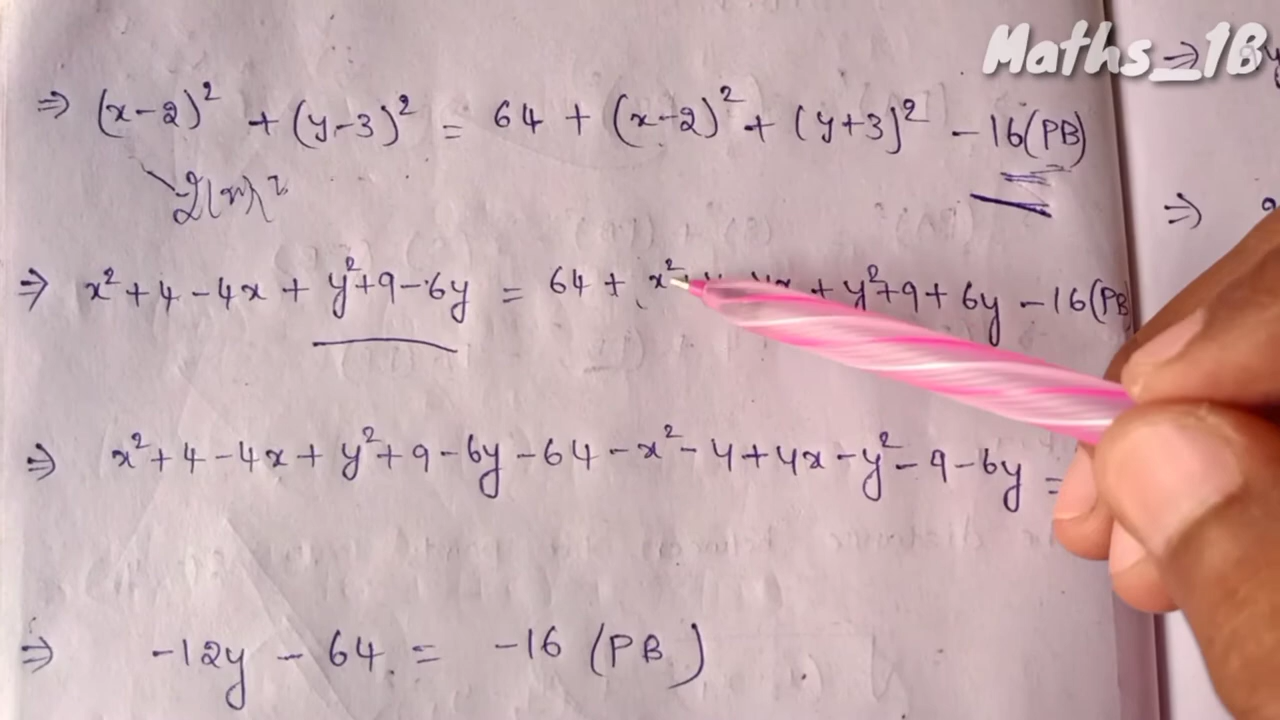 Maths_1B
⇒ (x-2)² + (y-3)² = 64 + (x-2)² + (y+3)² - 16(PB)
⇒ x²+4-4x + y²+9-6y = 64 + x² + y²+9+6y -16(PB
⇒ x²+4-4x+y²+9-6y-64-x²-4+4x-y²-9-6y =
⇒ -12y - 64 = -16 (PB)
⇒
⇒